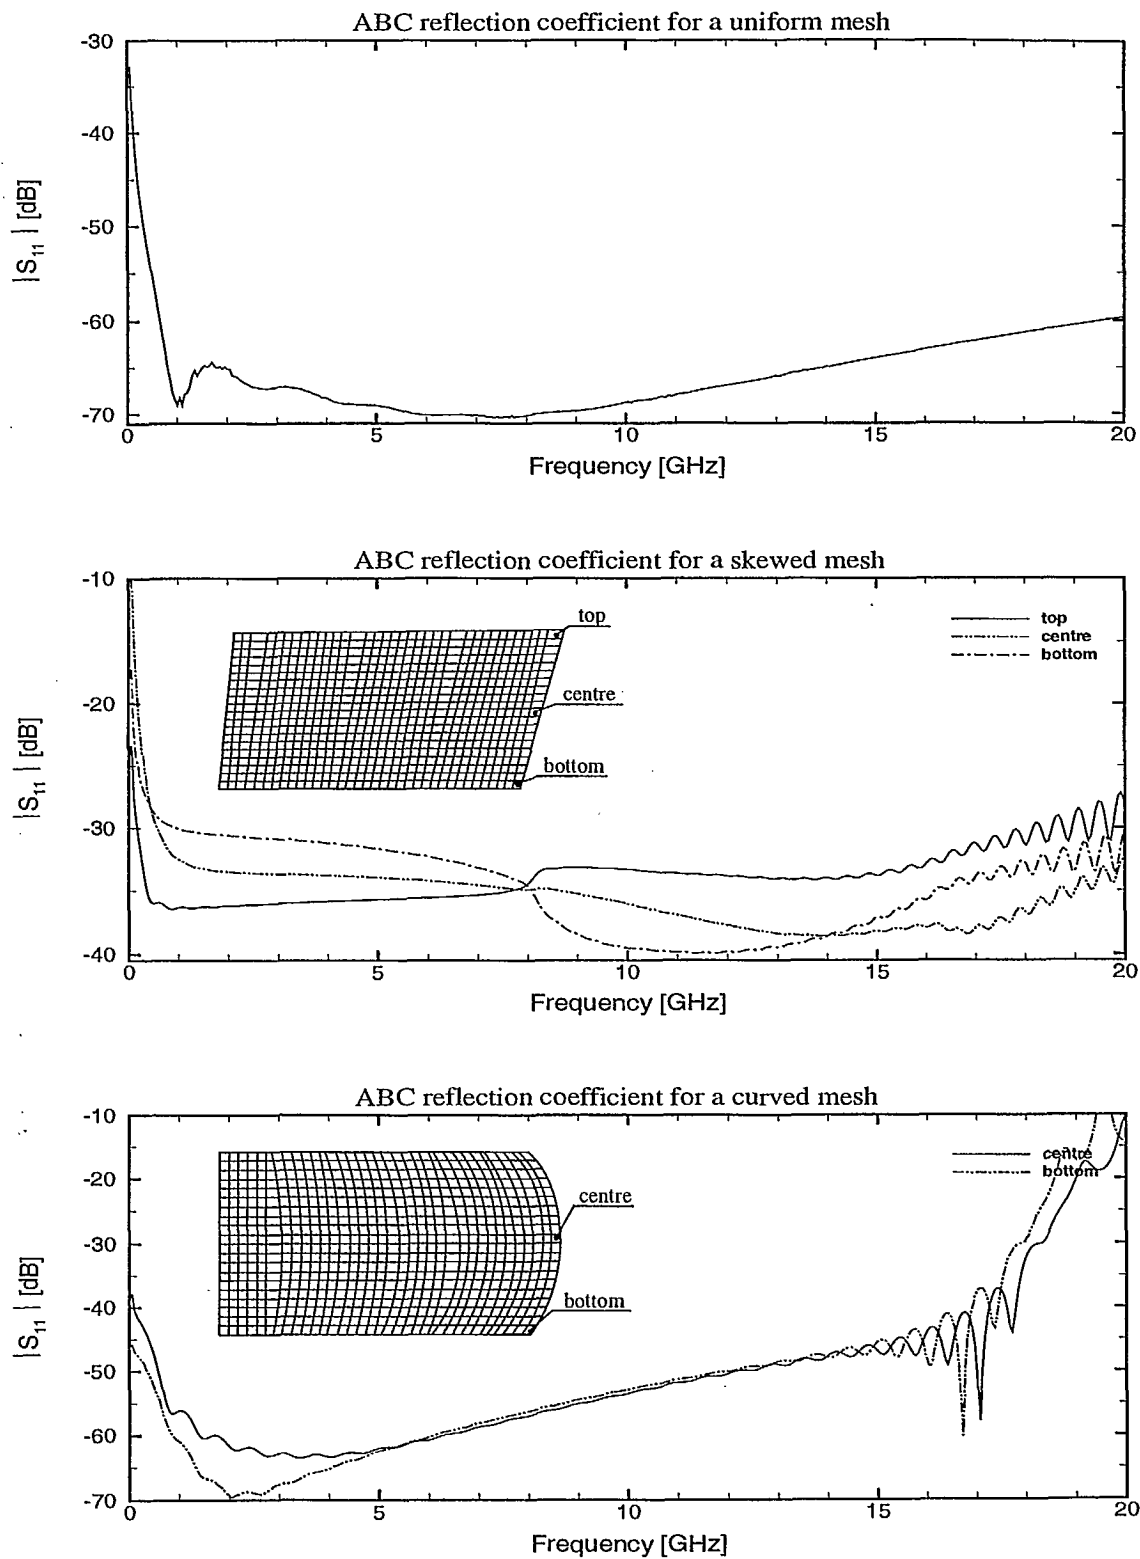 ABC reflection coefficient for a uniform mesh
-30
-40
-50
-60
-70
|S11| [dB]
0 5 10 15 20
Frequency [GHz]
ABC reflection coefficient for a skewed mesh
-10
-20
-30
-40
|S11| [dB]
top
centre
bottom
top
centre
bottom
0 5 10 15 20
Frequency [GHz]
ABC reflection coefficient for a curved mesh
-10
-20
-30
-40
-50
-60
-70
|S11| [dB]
centre
bottom
centre
bottom
0 5 10 15 20
Frequency [GHz]